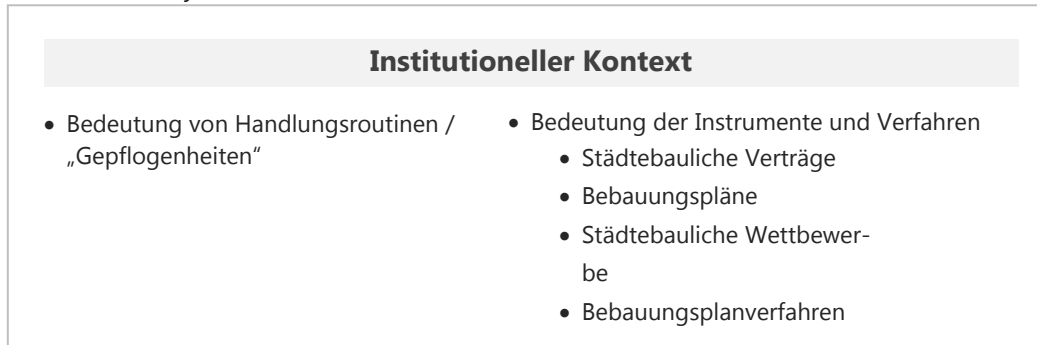 Institutioneller Kontext
• Bedeutung von Handlungsroutinen /
„Gepflogenheiten“
• Bedeutung der Instrumente und Verfahren
• Städtebauliche Verträge
• Bebauungspläne
• Städtebauliche Wettbewer-
be
• Bebauungsplanverfahren